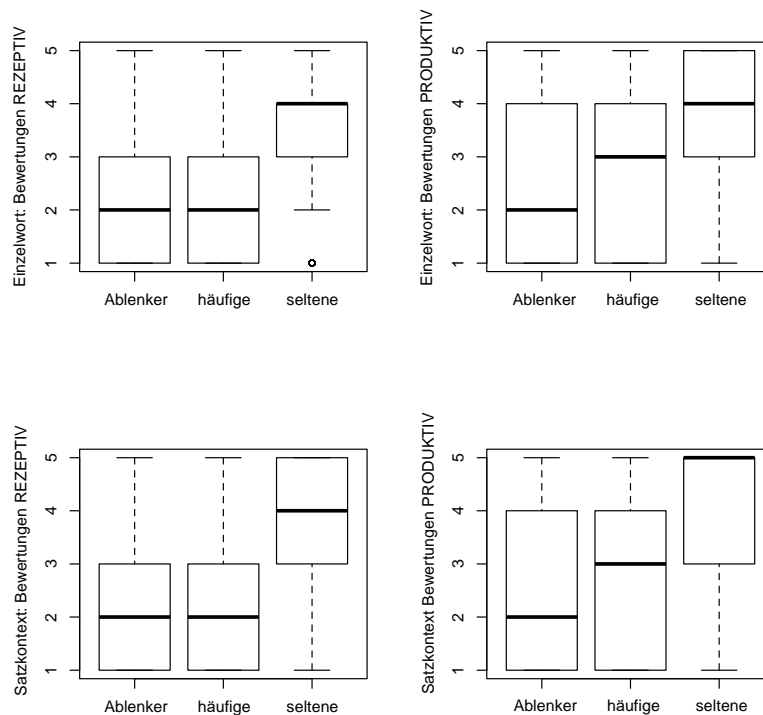 Einzelwort: Bewertungen REZEPTIV
5
4
3
2
1
Ablenker häufige seltene
Einzelwort: Bewertungen PRODUKTIV
5
4
3
2
1
Ablenker häufige seltene
Satzkontext: Bewertungen REZEPTIV
5
4
3
2
1
Ablenker häufige seltene
Satzkontext Bewertungen PRODUKTIV
5
4
3
2
1
Ablenker häufige seltene